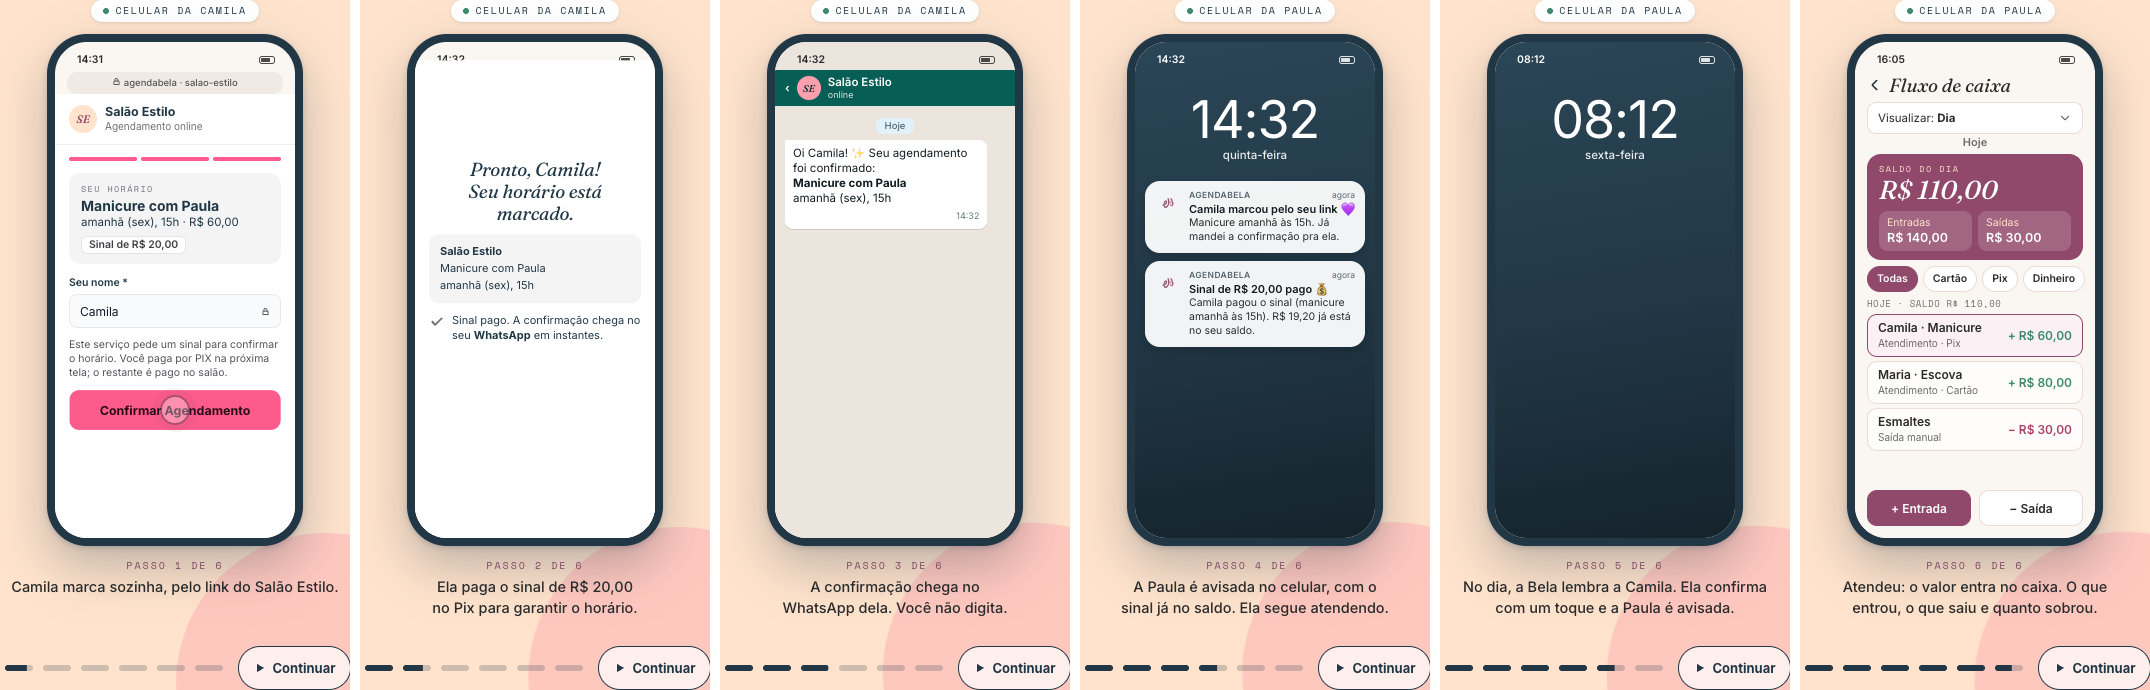 CELULAR DA CAMILA
14:31
agendabela · salao-estilo
SE
Salão Estilo
Agendamento online
SEU HORÁRIO
Manicure com Paula
amanhã (sex), 15h · R$ 60,00
Sinal de R$ 20,00
Seu nome *
Camila
Este serviço pede um sinal para confirmar
o horário. Você paga por PIX na próxima
tela; o restante é pago no salão.
Confirmar Agendamento
PASSO 1 DE 6
Camila marca sozinha, pelo link do Salão Estilo.
Continuar
CELULAR DA CAMILA
14:32
Pronto, Camila!
Seu horário está
marcado.
Salão Estilo
Manicure com Paula
amanhã (sex), 15h
Sinal pago. A confirmação chega no
seu WhatsApp em instantes.
PASSO 2 DE 6
Ela paga o sinal de R$ 20,00
no Pix para garantir o horário.
Continuar
CELULAR DA CAMILA
14:32
SE
Salão Estilo
online
Hoje
Oi Camila! ✨ Seu agendamento
foi confirmado:
Manicure com Paula
amanhã (sex), 15h
14:32
PASSO 3 DE 6
A confirmação chega no
WhatsApp dela. Você não digita.
Continuar
CELULAR DA PAULA
14:32
14:32
quinta-feira
AGENDABELA agora
Camila marcou pelo seu link 💜
Manicure amanhã às 15h. Já
mandei a confirmação pra ela.
AGENDABELA agora
Sinal de R$ 20,00 pago 💰
Camila pagou o sinal (manicure
amanhã às 15h). R$ 19,20 já está
no seu saldo.
PASSO 4 DE 6
A Paula é avisada no celular, com o
sinal já no saldo. Ela segue atendendo.
Continuar
CELULAR DA PAULA
08:12
08:12
sexta-feira
PASSO 5 DE 6
No dia, a Bela lembra a Camila. Ela confirma
com um toque e a Paula é avisada.
Continuar
CELULAR DA PAULA
16:05
Fluxo de caixa
Visualizar: Dia
Hoje
SALDO DO DIA
R$ 110,00
Entradas Saídas
R$ 140,00 R$ 30,00
Todas Cartão Pix Dinheiro
HOJE · SALDO R$ 110,00
Camila · Manicure
Atendimento · Pix
+ R$ 60,00
Maria · Escova
Atendimento · Cartão
+ R$ 80,00
Esmaltes
Saída manual
− R$ 30,00
+ Entrada − Saída
PASSO 6 DE 6
Atendeu: o valor entra no caixa. O que
entrou, o que saiu e quanto sobrou.
Continuar